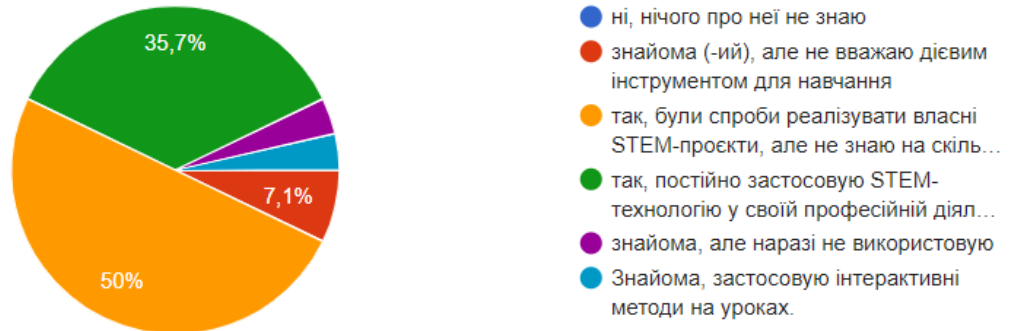 35,7%
7,1%
50%
ні, нічого про неї не знаю
знайома (-ий), але не вважаю дієвим
інструментом для навчання
так, були спроби реалізувати власні
STEM-проєкти, але не знаю на скіль...
так, постійно застосовую STEM-
технологію у своїй професійній діял...
знайома, але наразі не використовую
Знайома, застосовую інтерактивні
методи на уроках.